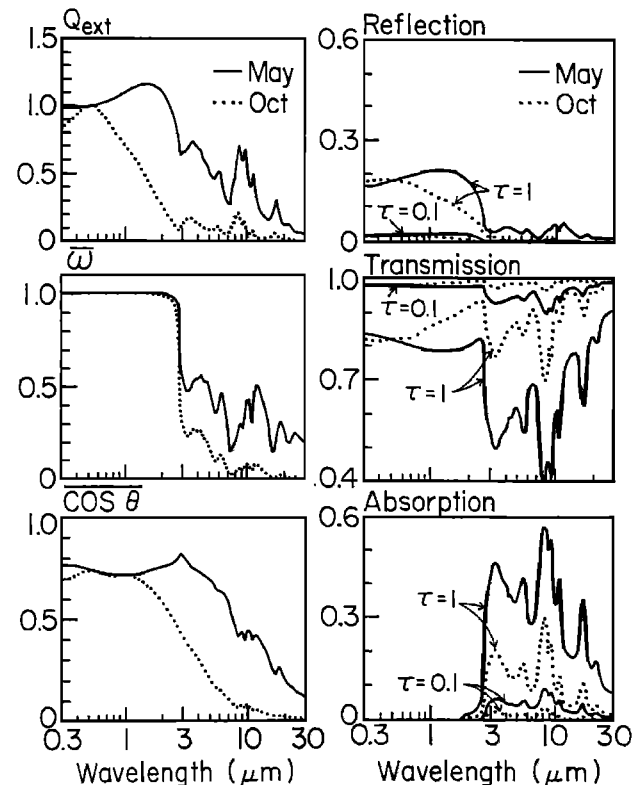 Q_ext
1.5
1.0
0.5
0
May
Oct
ω̅
1.0
0.5
0
COS θ
1.0
0.5
0
0.3 1 3 10 30
Wavelength (μm)
Reflection
0.6
0.3
0
May
Oct
τ=1
τ=0.1
Transmission
1.0
0.7
0.4
τ=0.1
τ=1
Absorption
0.6
0.3
0
τ=1
τ=0.1
0.3 1 3 10 30
Wavelength (μm)